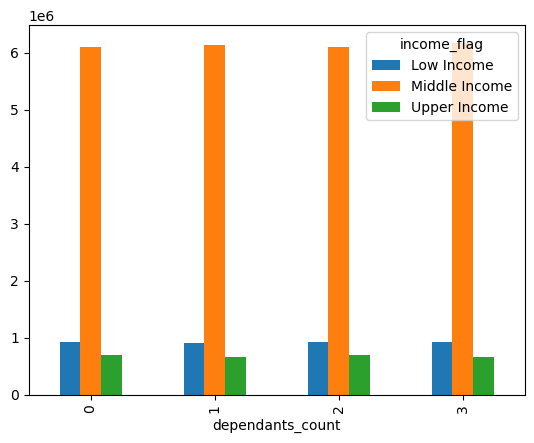 1e6
income_flag
Low Income
Middle Income
Upper Income
6
5
4
3
2
1
0
0 1 2 3
dependants_count